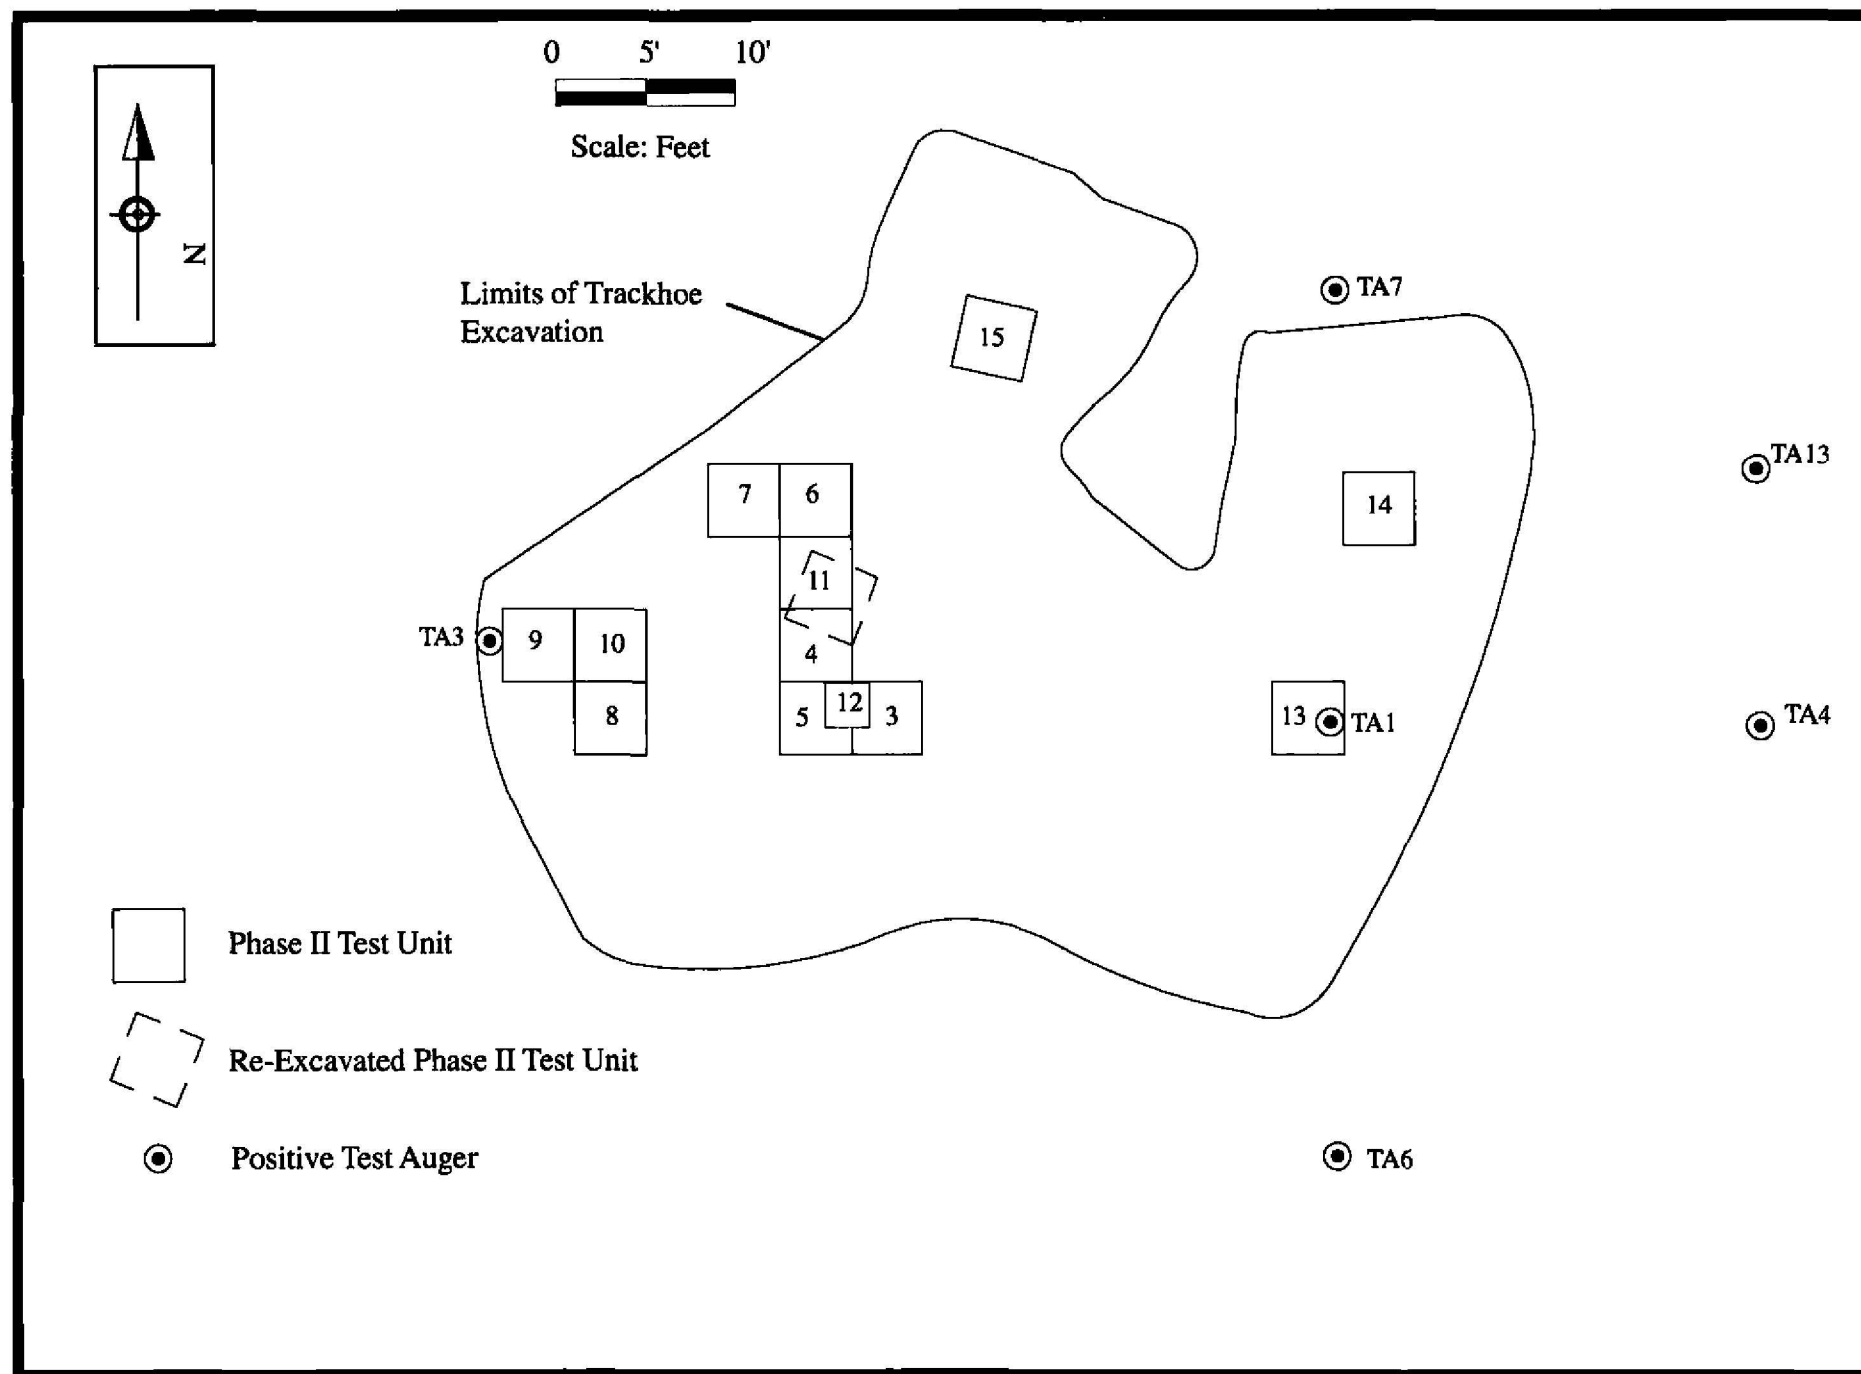 0 5' 10'
Scale: Feet
N
Limits of Trackhoe
Excavation
TA7
15
TA13
7 6
14
11
TA3 9 10
4
8
5 12 3
13 TA1
TA4
Phase II Test Unit
Re-Excavated Phase II Test Unit
Positive Test Auger
TA6